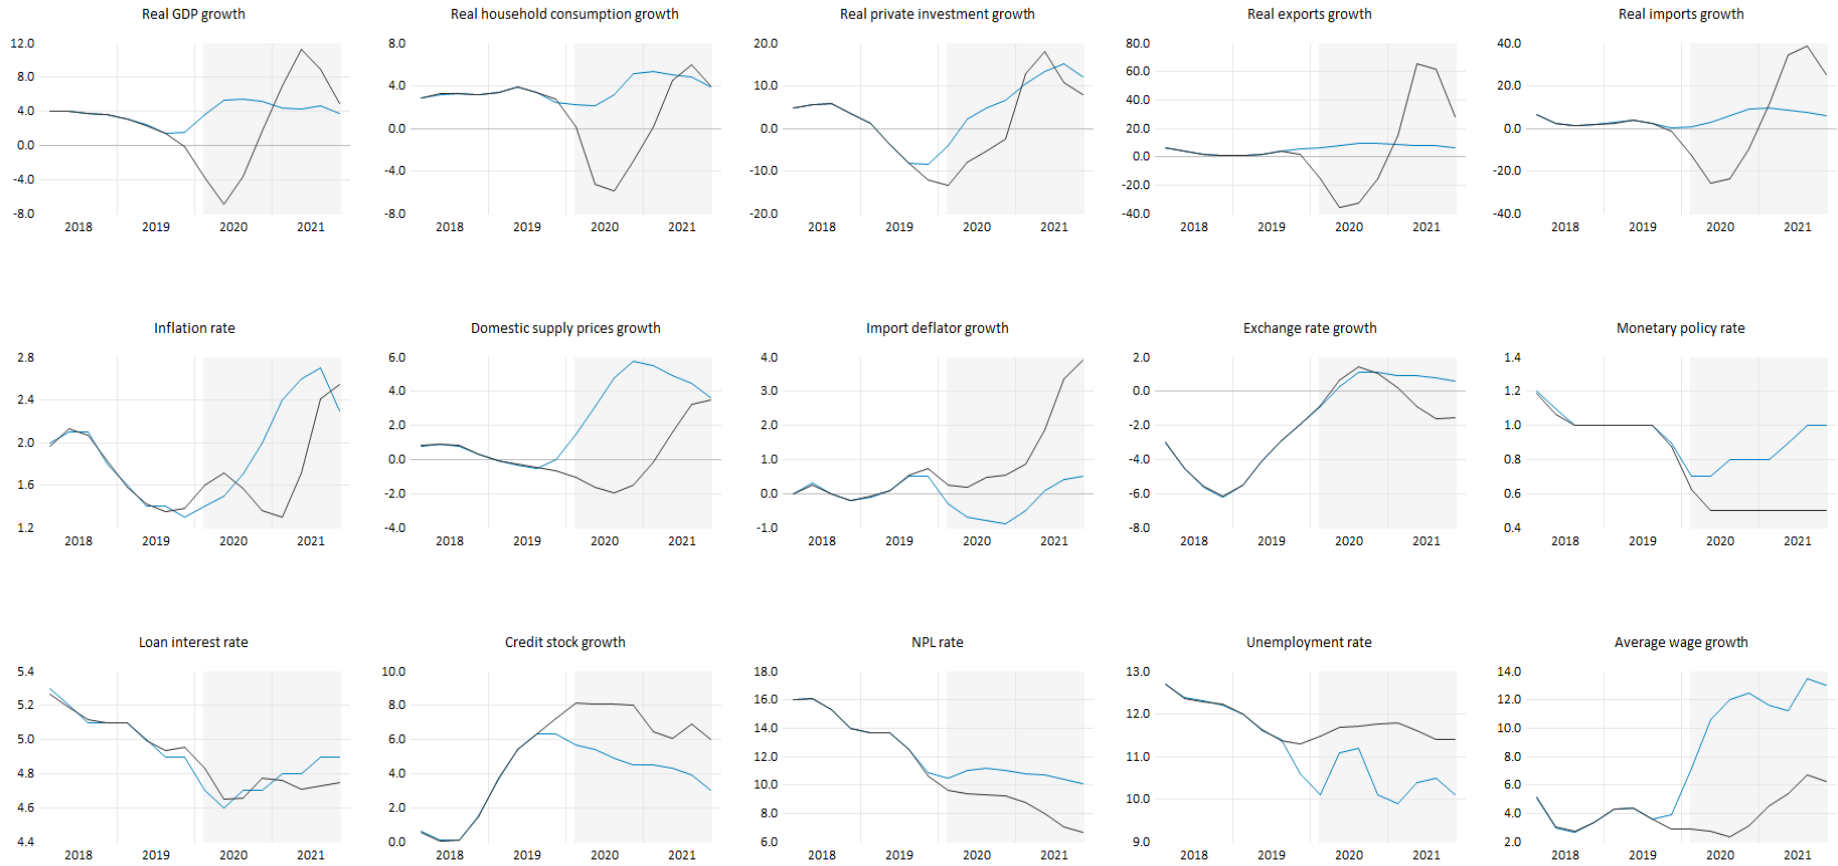 Real GDP growth
12.0
8.0
4.0
0.0
-4.0
-8.0
2018 2019 2020 2021
Real household consumption growth
8.0
4.0
0.0
-4.0
-8.0
2018 2019 2020 2021
Real private investment growth
20.0
10.0
0.0
-10.0
-20.0
2018 2019 2020 2021
Real exports growth
80.0
60.0
40.0
20.0
0.0
-20.0
-40.0
2018 2019 2020 2021
Real imports growth
40.0
20.0
0.0
-20.0
-40.0
2018 2019 2020 2021
Inflation rate
2.8
2.4
2.0
1.6
1.2
2018 2019 2020 2021
Domestic supply prices growth
6.0
4.0
2.0
0.0
-2.0
-4.0
2018 2019 2020 2021
Import deflator growth
4.0
3.0
2.0
1.0
0.0
-1.0
2018 2019 2020 2021
Exchange rate growth
2.0
0.0
-2.0
-4.0
-6.0
-8.0
2018 2019 2020 2021
Monetary policy rate
1.4
1.2
1.0
0.8
0.6
0.4
2018 2019 2020 2021
Loan interest rate
5.4
5.2
5.0
4.8
4.6
4.4
2018 2019 2020 2021
Credit stock growth
10.0
8.0
6.0
4.0
2.0
0.0
2018 2019 2020 2021
NPL rate
18.0
16.0
14.0
12.0
10.0
8.0
6.0
2018 2019 2020 2021
Unemployment rate
13.0
12.0
11.0
10.0
9.0
2018 2019 2020 2021
Average wage growth
14.0
12.0
10.0
8.0
6.0
4.0
2.0
2018 2019 2020 2021